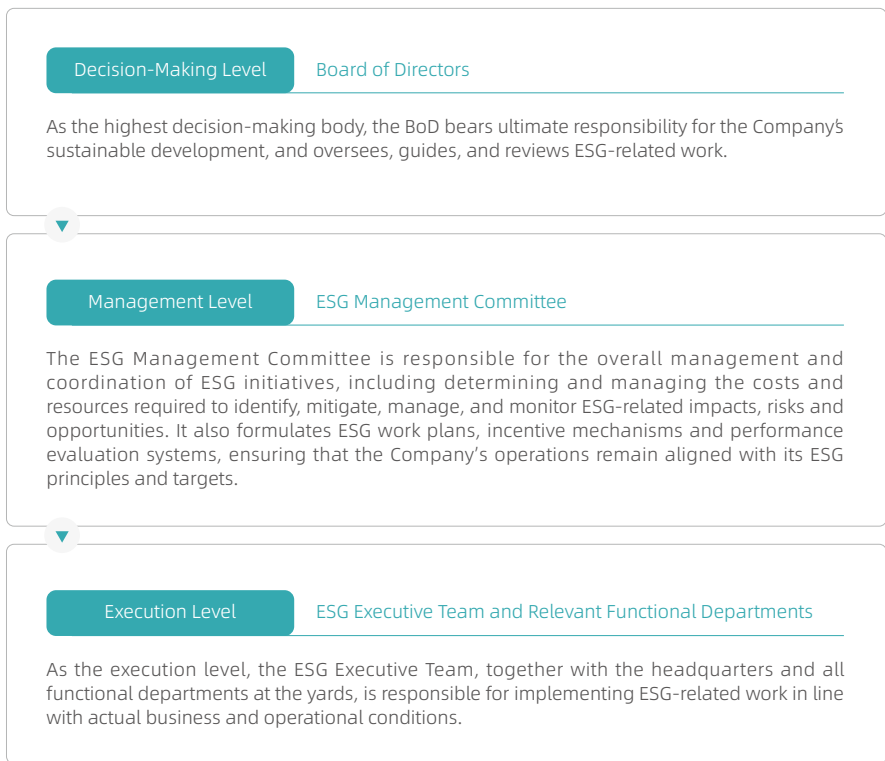 Decision-Making Level Board of Directors
As the highest decision-making body, the BoD bears ultimate responsibility for the Company's
sustainable development, and oversees, guides, and reviews ESG-related work.
Management Level ESG Management Committee
The ESG Management Committee is responsible for the overall management and
coordination of ESG initiatives, including determining and managing the costs and
resources required to identify, mitigate, manage, and monitor ESG-related impacts, risks and
opportunities. It also formulates ESG work plans, incentive mechanisms and performance
evaluation systems, ensuring that the Company's operations remain aligned with its ESG
principles and targets.
Execution Level ESG Executive Team and Relevant Functional Departments
As the execution level, the ESG Executive Team, together with the headquarters and all
functional departments at the yards, is responsible for implementing ESG-related work in line
with actual business and operational conditions.